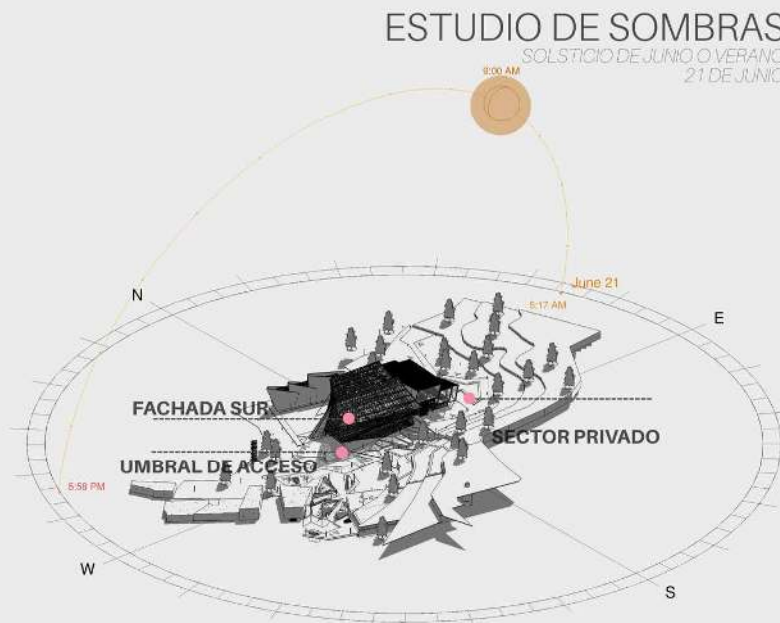 ESTUDIO DE SOMBRAS
SOLSTICIO DE JUNIO O VERANO
21 DE JUNIO
9:00 AM
N
June 21
5:17 AM
E
FACHADA SUR
SECTOR PRIVADO
UMBRAL DE ACCESO
5:58 PM
W
S